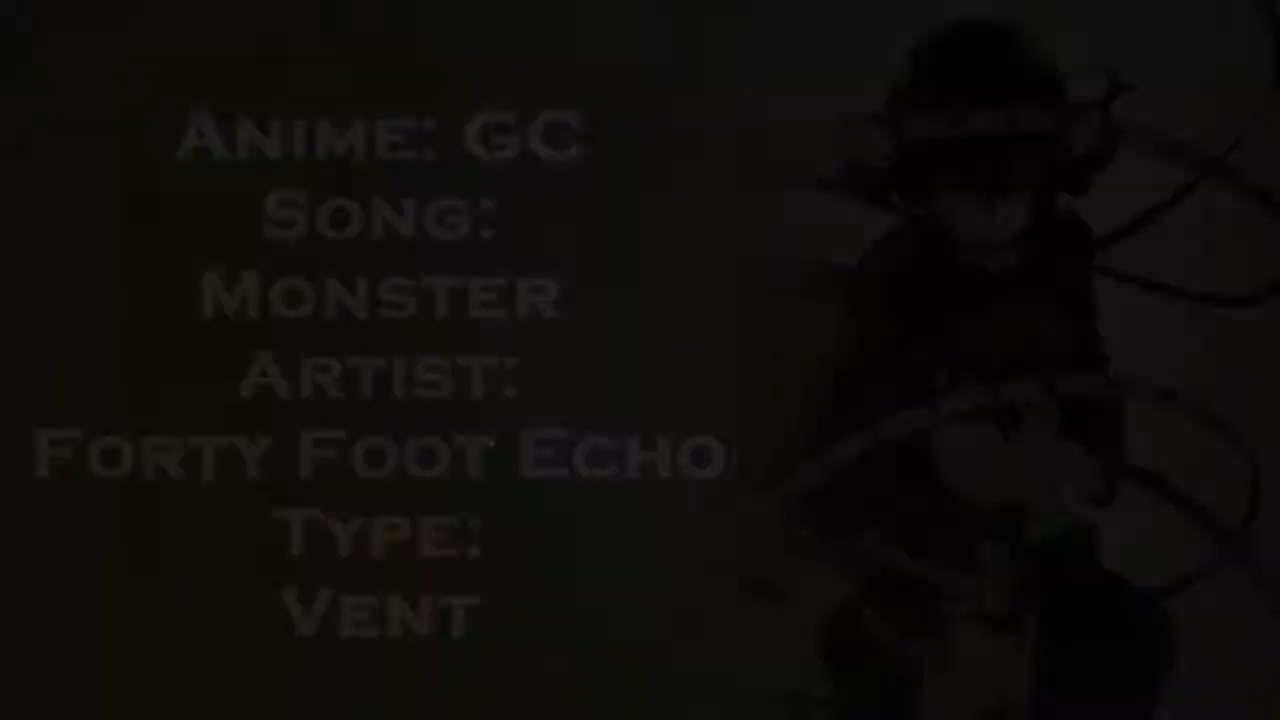 Anime: GC
Song:
Monster
Artist:
Forty Foot Echo
Type:
Vent